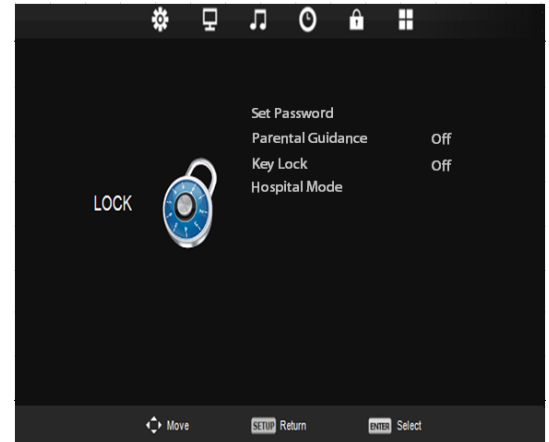 Set Password
Parental Guidance Off
Key Lock Off
Hospital Mode
LOCK
Move SETUP Return ENTER Select